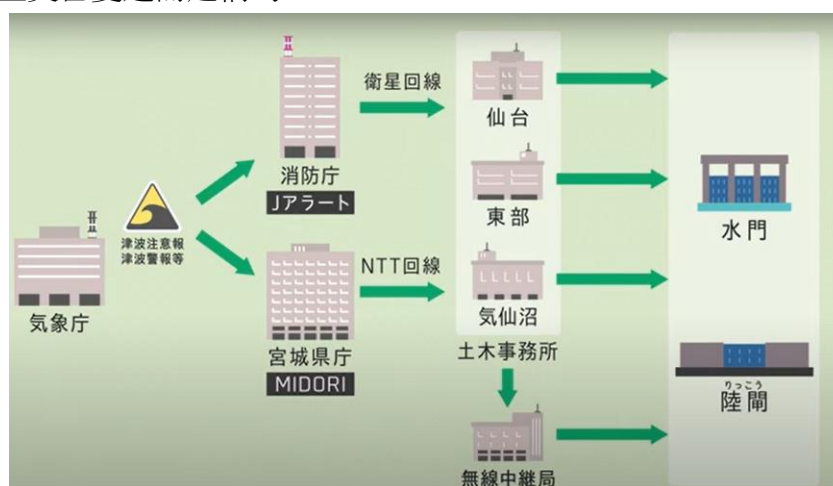 衛星回線
仙台
消防庁
Jアラート
東部
水門
津波注意報
津波警報等
NTT回線
気象庁
気仙沼
宮城県庁
MIDORI
土木事務所
りっこう
陸閘
無線中継局